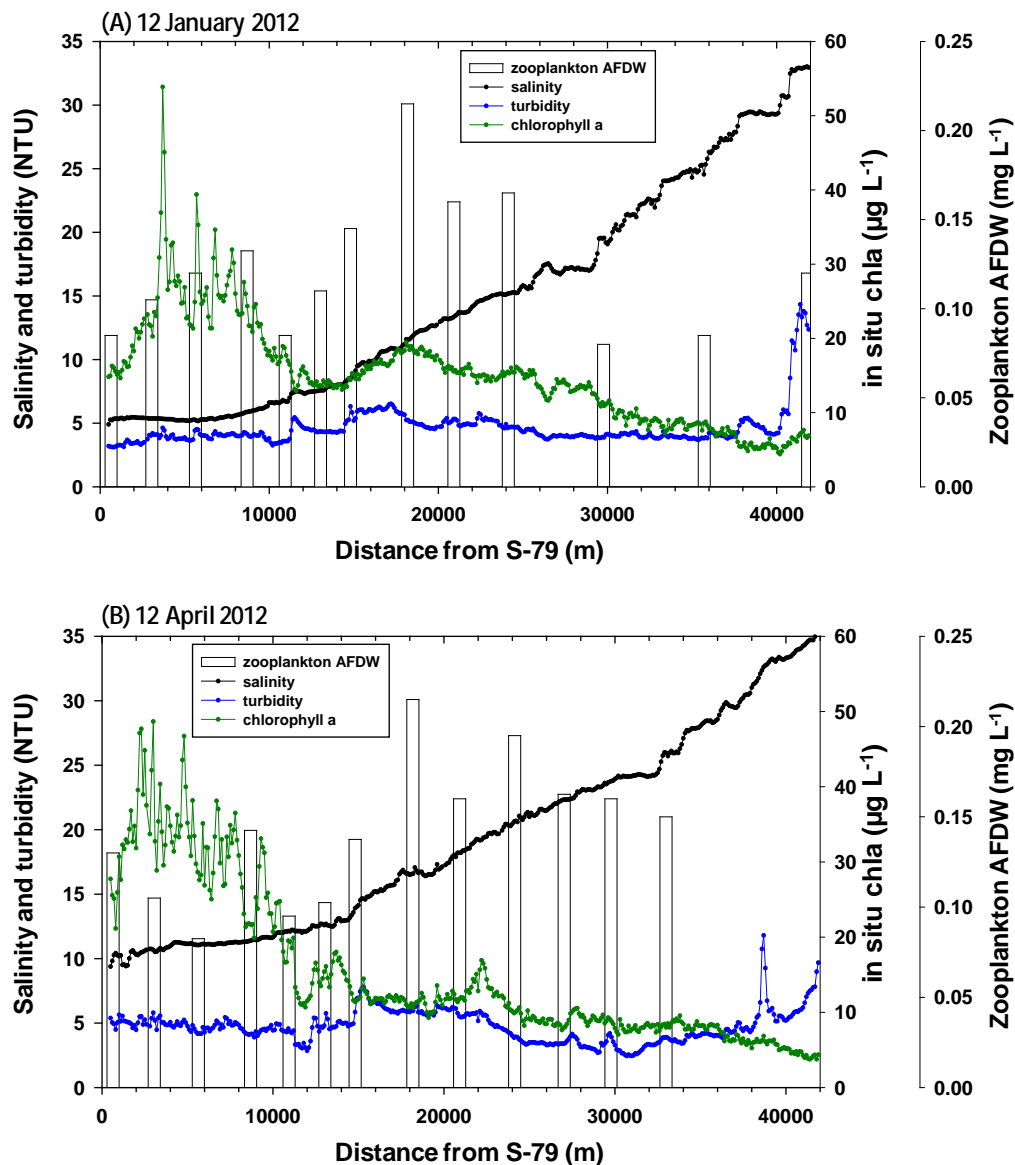 (A) 12 January 2012
35
30
25
20
15
10
5
0
Salinity and turbidity (NTU)
zooplankton AFDW
salinity
turbidity
chlorophyll a
60
50
40
30
20
10
0
in situ chla (µg L-1)
0.25
0.20
0.15
0.10
0.05
0.00
Zooplankton AFDW (mg L-1)
0 10000 20000 30000 40000
Distance from S-79 (m)
(B) 12 April 2012
35
30
25
20
15
10
5
0
Salinity and turbidity (NTU)
zooplankton AFDW
salinity
turbidity
chlorophyll a
60
50
40
30
20
10
0
in situ chla (µg L-1)
0.25
0.20
0.15
0.10
0.05
0.00
Zooplankton AFDW (mg L-1)
0 10000 20000 30000 40000
Distance from S-79 (m)